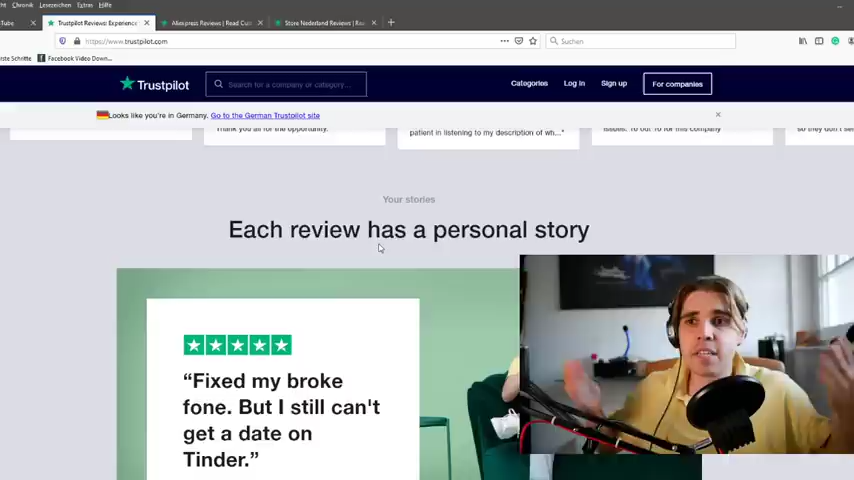 Chronik Lesezeichen Extras Hilfe
Tube
Trustpilot Reviews: Experience
Aliexpress Reviews | Read Cust
Store Nederland Reviews | Rea
https://www.trustpilot.com
Suchen
erste Schritte
Facebook Video Down...
Trustpilot
Search for a company or category...
Categories
Log in
Sign up
For companies
Looks like you're in Germany. Go to the German Trustpilot site
Thank you all for the opportunity.
patient in listening to my description of wh..."
issues. 10 out 10 for this company
Your stories
Each review has a personal story
“Fixed my broke
fone. But I still can't
get a date on
Tinder.”